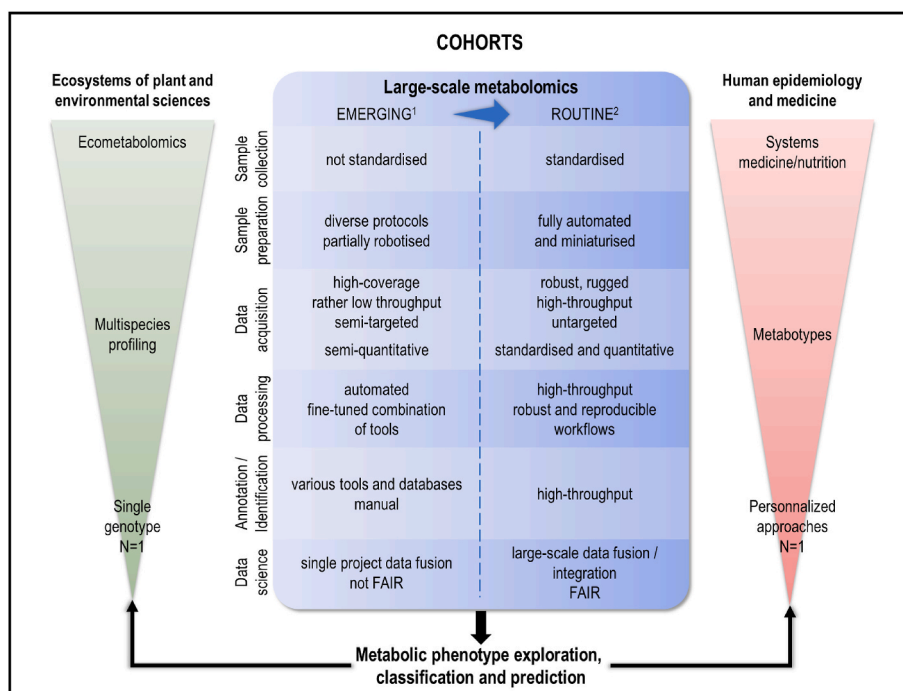 COHORTS
Ecosystems of plant and
environmental sciences
Ecometabolomics
Multispecies
profiling
Single
genotype
N=1
Large-scale metabolomics
EMERGING¹
ROUTINE²
Sample
collection
not standardised
standardised
Sample
preparation
diverse protocols
partially robotised
fully automated
and miniaturised
Data
acquisition
high-coverage
rather low throughput
semi-targeted
semi-quantitative
robust, rugged
high-throughput
untargeted
standardised and quantitative
Data
processing
automated
fine-tuned combination
of tools
high-throughput
robust and reproducible
workflows
Annotation /
Identification
various tools and databases
manual
high-throughput
Data
science
single project data fusion
not FAIR
large-scale data fusion /
integration
FAIR
Human epidemiology
and medicine
Systems
medicine/nutrition
Metabotypes
Personnalized
approaches
N=1
Metabolic phenotype exploration,
classification and prediction